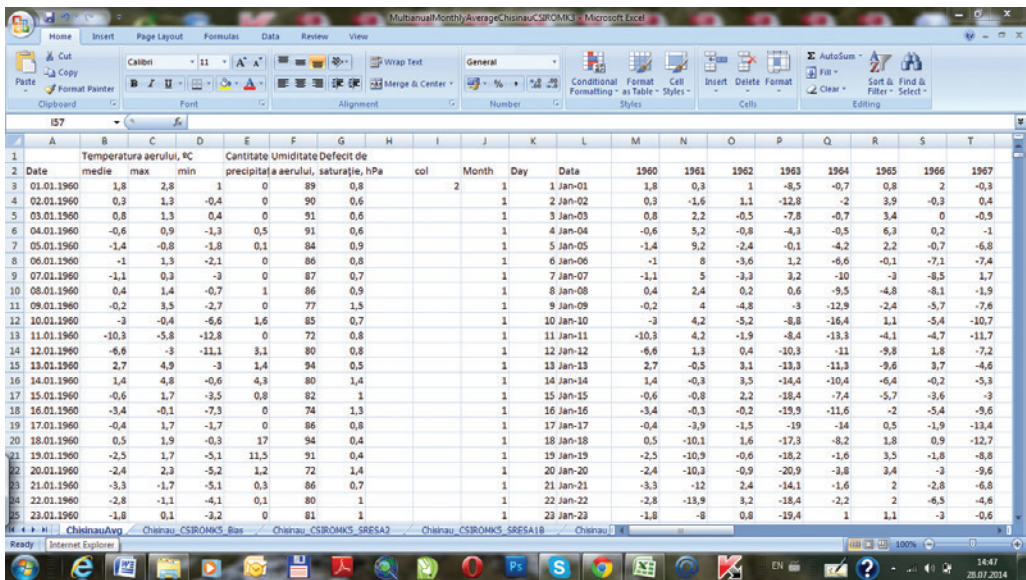 MultianualMonthlyAverageChisinauCSIROMK3 - Microsoft Excel
Home Insert Page Layout Formulas Data Review View
Cut Calibri 11 Wrap Text General AutoSum
Copy Fill
Paste Format Painter B I U Merge & Center % Conditional Formatting Format as Table Cell Styles Insert Delete Format Clear Sort & Filter Find & Select
Clipboard Font Alignment Number Styles Cells Editing
I57 fx
A B C D E F G H I J K L M N O P Q R S T
1 Temperatura aerului, ºC Cantitate Umiditate Defecit de
2 Date medie max min precipitaț a aerului, saturație, hPa col Month Day Data 1960 1961 1962 1963 1964 1965 1966 1967
3 01.01.1960 1,8 2,8 1 0 89 0,8 2 1 1 Jan-01 1,8 0,3 1 -8,5 -0,7 0,8 2 -0,3
4 02.01.1960 0,3 1,3 -0,4 0 90 0,6 1 2 Jan-02 0,3 -1,6 1,1 -12,8 -2 3,9 -0,3 0,4
5 03.01.1960 0,8 1,3 0,4 0 91 0,6 1 3 Jan-03 0,8 2,2 -0,5 -7,8 -0,7 3,4 0 -0,9
6 04.01.1960 -0,6 0,9 -1,3 0,5 91 0,6 1 4 Jan-04 -0,6 5,2 -0,8 -4,3 -0,5 6,3 0,2 -1
7 05.01.1960 -1,4 -0,8 -1,8 0,1 84 0,9 1 5 Jan-05 -1,4 9,2 -2,4 -0,1 -4,2 2,2 -0,7 -6,8
8 06.01.1960 -1 1,3 -2,1 0 86 0,8 1 6 Jan-06 -1 8 -3,6 1,2 -6,6 -0,1 -7,1 -7,4
9 07.01.1960 -1,1 0,3 -3 0 87 0,7 1 7 Jan-07 -1,1 5 -3,3 3,2 -10 -3 -8,5 1,7
10 08.01.1960 0,4 1,4 -0,7 1 86 0,9 1 8 Jan-08 0,4 2,4 0,2 0,6 -9,5 -4,8 -8,1 -1,9
11 09.01.1960 -0,2 3,5 -2,7 0 77 1,5 1 9 Jan-09 -0,2 4 -4,8 -3 -12,9 -2,4 -5,7 -7,6
12 10.01.1960 -3 -0,4 -6,6 1,6 85 0,7 1 10 Jan-10 -3 4,2 -5,2 -8,8 -16,4 1,1 -5,4 -10,7
13 11.01.1960 -10,3 -5,8 -12,8 0 72 0,8 1 11 Jan-11 -10,3 4,2 -1,9 -8,4 -13,3 -4,1 -4,7 -11,7
14 12.01.1960 -6,6 -3 -11,1 3,1 80 0,8 1 12 Jan-12 -6,6 1,3 0,4 -10,3 -11 -9,8 1,8 -7,2
15 13.01.1960 2,7 4,9 -3 1,4 94 0,5 1 13 Jan-13 2,7 -0,5 3,1 -13,3 -11,3 -9,6 3,7 -4,6
16 14.01.1960 1,4 4,8 -0,6 4,3 80 1,4 1 14 Jan-14 1,4 -0,3 3,5 -14,4 -10,4 -6,4 -0,2 -5,3
17 15.01.1960 -0,6 1,7 -3,5 0,8 82 1 1 15 Jan-15 -0,6 -0,8 2,2 -18,4 -7,4 -5,7 -3,6 -3
18 16.01.1960 -3,4 -0,1 -7,3 0 74 1,3 1 16 Jan-16 -3,4 -0,3 -0,2 -19,9 -11,6 -2 -5,4 -9,6
19 17.01.1960 -0,4 1,7 -1,7 0 86 0,8 1 17 Jan-17 -0,4 -3,9 -1,5 -19 -14 0,5 -1,9 -13,4
20 18.01.1960 0,5 1,9 -0,3 17 94 0,4 1 18 Jan-18 0,5 -10,1 1,6 -17,3 -8,2 1,8 0,9 -12,7
21 19.01.1960 -2,5 1,7 -5,1 11,5 91 0,4 1 19 Jan-19 -2,5 -10,9 -0,6 -18,2 -1,6 3,5 -1,8 -8,8
22 20.01.1960 -2,4 2,3 -5,2 1,2 72 1,4 1 20 Jan-20 -2,4 -10,3 -0,9 -20,9 -3,8 3,4 -3 -9,6
23 21.01.1960 -3,3 -1,7 -5,1 0,3 86 0,7 1 21 Jan-21 -3,3 -12 2,4 -14,1 -1,6 2 -2,8 -6,8
24 22.01.1960 -2,8 -1,1 -4,1 0,1 80 1 1 22 Jan-22 -2,8 -13,9 3,2 -18,4 -2,2 2 -6,5 -4,6
25 23.01.1960 -1,8 0,1 -3,2 0 81 1 1 23 Jan-23 -1,8 -8 0,8 -19,4 1 1,1 -3 -0,6
ChisinauAvg Chisinau_CSIROMK5_Bias Chisinau_CSIROMK5_SRESA2 Chisinau_CSIROMK5_SRESA1B Chisinau
Ready Internet Explorer 100%
EN 14:47
28.07.2014